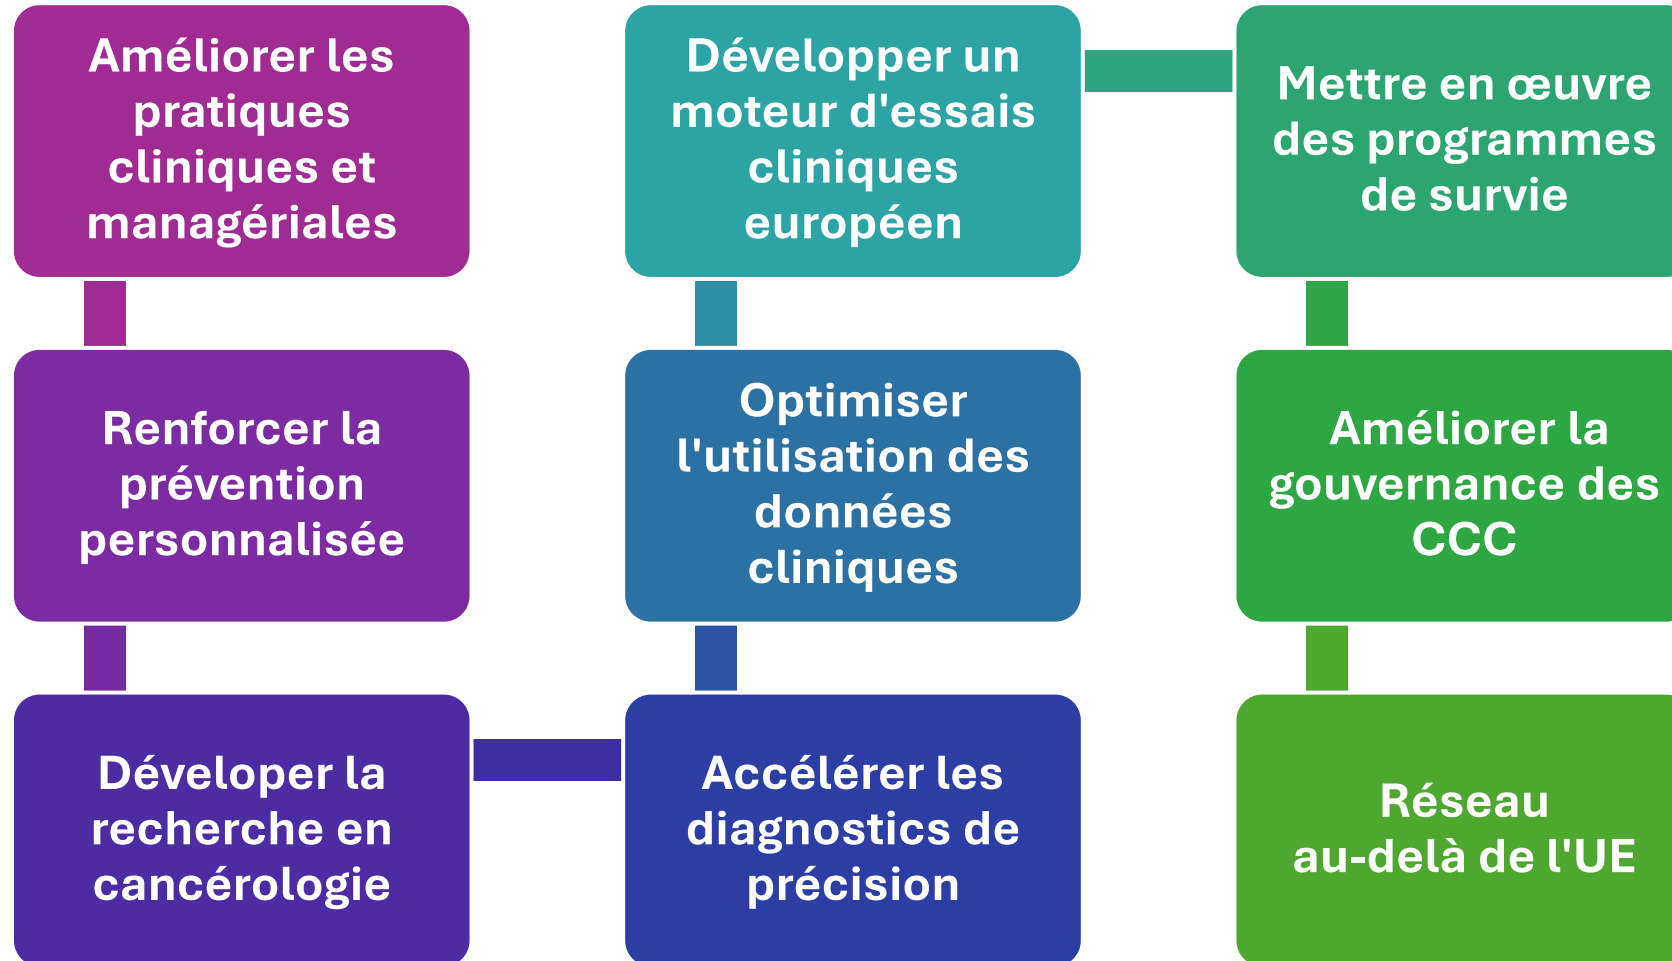 Améliorer les
pratiques
cliniques et
managériales
Renforcer la
prévention
personnalisée
Déveloper la
recherche en
cancérologie
Accélérer les
diagnostics de
précision
Optimiser
l'utilisation des
données
cliniques
Développer un
moteur d'essais
cliniques
européen
Mettre en œuvre
des programmes
de survie
Améliorer la
gouvernance des
CCC
Réseau
au-delà de l'UE